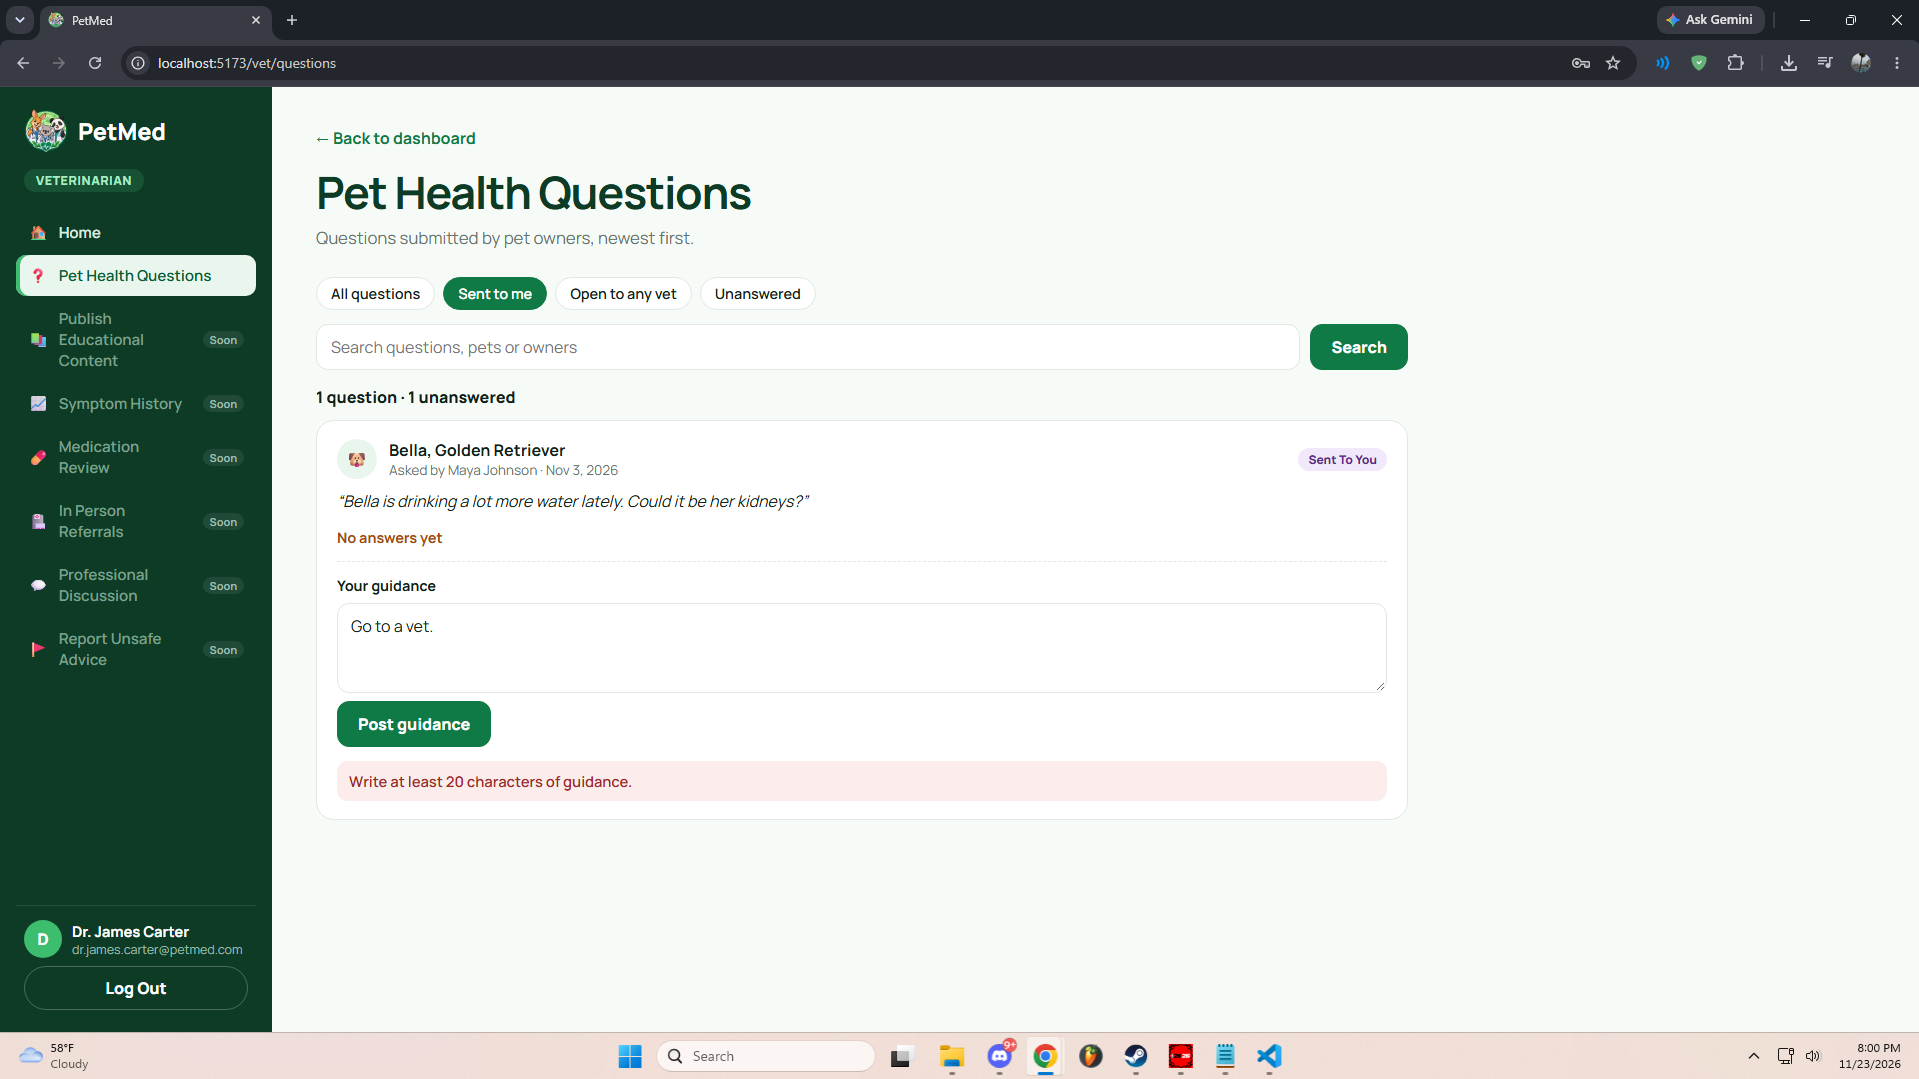 PetMed
Ask Gemini
localhost:5173/vet/questions
PetMed
VETERINARIAN
Home
Pet Health Questions
Publish
Educational
Content
Soon
Symptom History
Soon
Medication
Review
Soon
In Person
Referrals
Soon
Professional
Discussion
Soon
Report Unsafe
Advice
Soon
D
Dr. James Carter
dr.james.carter@petmed.com
Log Out
← Back to dashboard
Pet Health Questions
Questions submitted by pet owners, newest first.
All questions
Sent to me
Open to any vet
Unanswered
Search questions, pets or owners
Search
1 question · 1 unanswered
Bella, Golden Retriever
Asked by Maya Johnson · Nov 3, 2026
Sent To You
“Bella is drinking a lot more water lately. Could it be her kidneys?”
No answers yet
Your guidance
Go to a vet.
Post guidance
Write at least 20 characters of guidance.
58°F
Cloudy
Search
9+
8:00 PM
11/23/2026